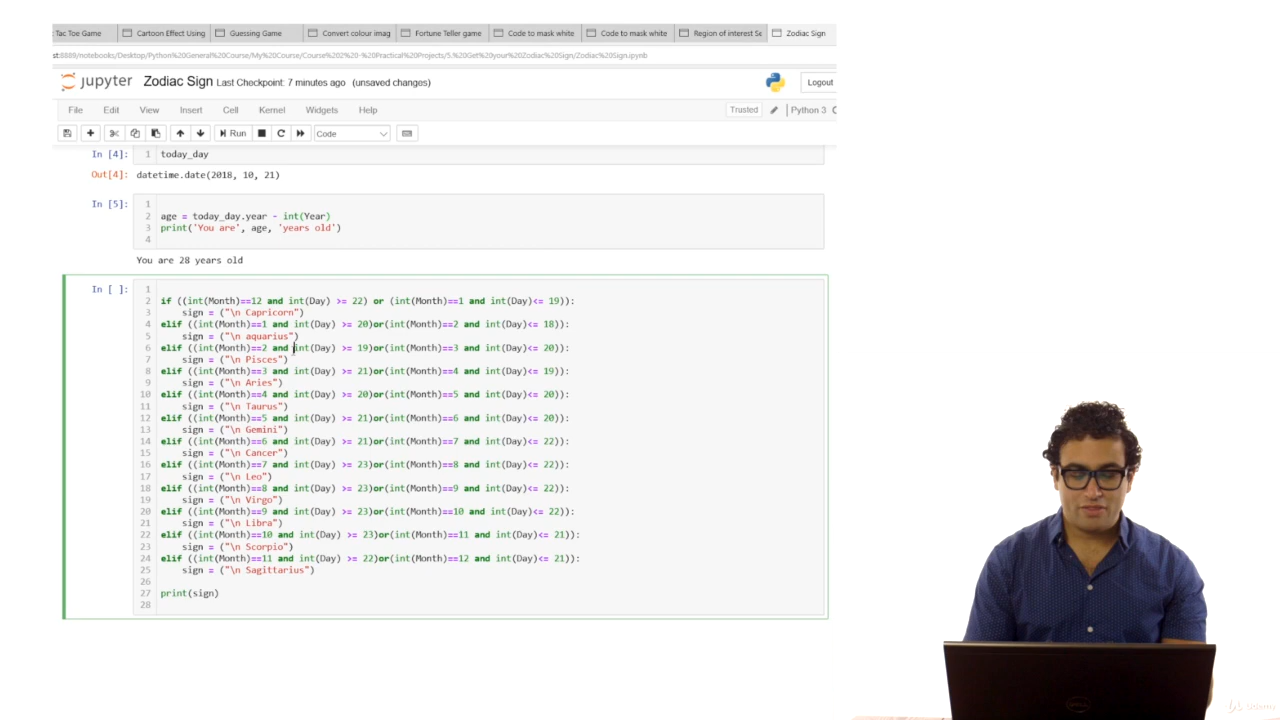 Tac Toe Game Cartoon Effect Using Guessing Game Convert colour imag Fortune Teller game Code to mask white Code to mask white Region of interest Se Zodiac Sign
st:8889/notebooks/Desktop/Python%20General%20Course/My%20Course/Course%202%20-%20Practical%20Projects/5.%20Get%20your%20Zodiac%20Sign/Zodiac%20Sign.ipynb
jupyter Zodiac Sign Last Checkpoint: 7 minutes ago (unsaved changes) Logout
File Edit View Insert Cell Kernel Widgets Help Trusted Python 3
Run Code
In [4]: 1 today_day
Out[4]: datetime.date(2018, 10, 21)
In [5]: 1
2 age = today_day.year - int(Year)
3 print('You are', age, 'years old')
4
You are 28 years old
In [ ]: 1
2 if ((int(Month)==12 and int(Day) >= 22) or (int(Month)==1 and int(Day)<= 19)):
3 sign = ("\n Capricorn")
4 elif ((int(Month)==1 and int(Day) >= 20)or(int(Month)==2 and int(Day)<= 18)):
5 sign = ("\n aquarius")
6 elif ((int(Month)==2 and int(Day) >= 19)or(int(Month)==3 and int(Day)<= 20)):
7 sign = ("\n Pisces")
8 elif ((int(Month)==3 and int(Day) >= 21)or(int(Month)==4 and int(Day)<= 19)):
9 sign = ("\n Aries")
10 elif ((int(Month)==4 and int(Day) >= 20)or(int(Month)==5 and int(Day)<= 20)):
11 sign = ("\n Taurus")
12 elif ((int(Month)==5 and int(Day) >= 21)or(int(Month)==6 and int(Day)<= 20)):
13 sign = ("\n Gemini")
14 elif ((int(Month)==6 and int(Day) >= 21)or(int(Month)==7 and int(Day)<= 22)):
15 sign = ("\n Cancer")
16 elif ((int(Month)==7 and int(Day) >= 23)or(int(Month)==8 and int(Day)<= 22)):
17 sign = ("\n Leo")
18 elif ((int(Month)==8 and int(Day) >= 23)or(int(Month)==9 and int(Day)<= 22)):
19 sign = ("\n Virgo")
20 elif ((int(Month)==9 and int(Day) >= 23)or(int(Month)==10 and int(Day)<= 22)):
21 sign = ("\n Libra")
22 elif ((int(Month)==10 and int(Day) >= 23)or(int(Month)==11 and int(Day)<= 21)):
23 sign = ("\n Scorpio")
24 elif ((int(Month)==11 and int(Day) >= 22)or(int(Month)==12 and int(Day)<= 21)):
25 sign = ("\n Sagittarius")
26
27 print(sign)
28